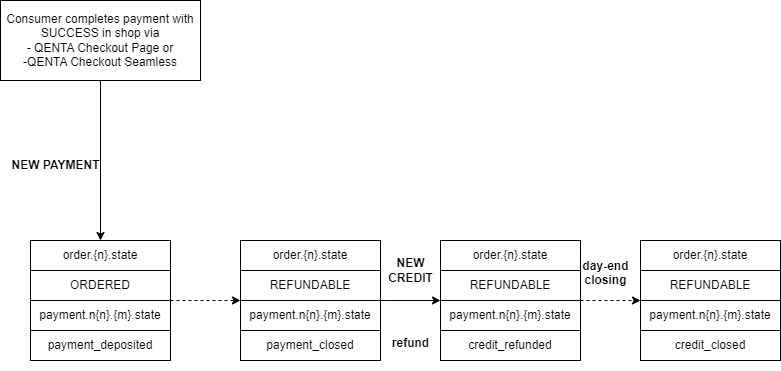 Consumer completes payment with
SUCCESS in shop via
- QENTA Checkout Page or
-QENTA Checkout Seamless
NEW PAYMENT
order.{n}.state
ORDERED
payment.n{n}.{m}.state
payment_deposited
order.{n}.state
REFUNDABLE
payment.n{n}.{m}.state
payment_closed
NEW
CREDIT
refund
order.{n}.state
REFUNDABLE
payment.n{n}.{m}.state
credit_refunded
day-end
closing
order.{n}.state
REFUNDABLE
payment.n{n}.{m}.state
credit_closed